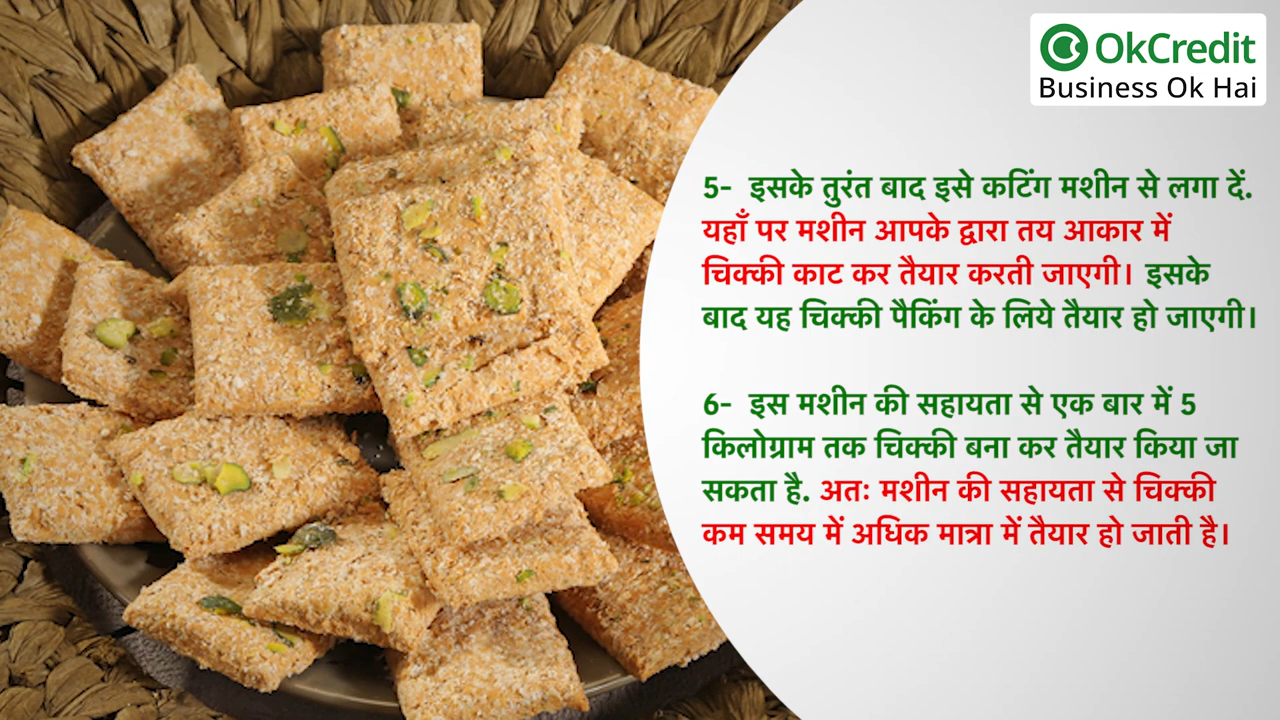 OkCredit
Business Ok Hai
5- इसके तुरंत बाद इसे कटिंग मशीन से लगा दें.
यहाँ पर मशीन आपके द्वारा तय आकार में
चिक्की काट कर तैयार करती जाएगी। इसके
बाद यह चिक्की पैकिंग के लिये तैयार हो जाएगी।
6- इस मशीन की सहायता से एक बार में 5
किलोग्राम तक चिक्की बना कर तैयार किया जा
सकता है. अतः मशीन की सहायता से चिक्की
कम समय में अधिक मात्रा में तैयार हो जाती है।